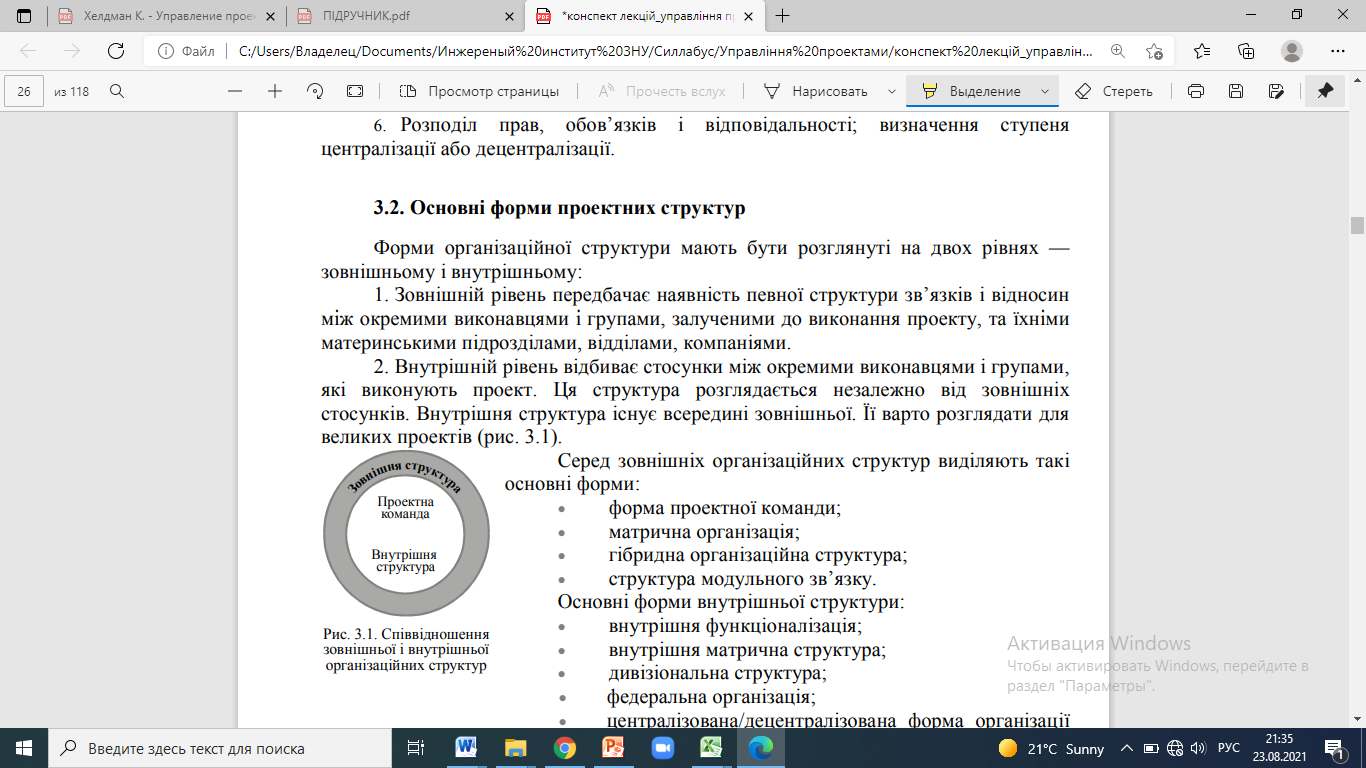 Хелдман К. - Управление проек
ПІДРУЧНИК.pdf
*конспект лекцій_управління пр
Файл
C:/Users/Владелец/Documents/Инжереный%20институт%20ЗНУ/Силлабус/Управління%20проектами/конспект%20лекцій_управлін...
26 из 118
Просмотр страницы
Прочесть вслух
Нарисовать
Выделение
Стереть
6. Розподіл прав, обов’язків і відповідальності; визначення ступеня
централізації або децентралізації.
3.2. Основні форми проектних структур
Форми організаційної структури мають бути розглянуті на двох рівнях —
зовнішньому і внутрішньому:
1. Зовнішній рівень передбачає наявність певної структури зв’язків і відносин
між окремими виконавцями і групами, залученими до виконання проекту, та їхніми
материнськими підрозділами, відділами, компаніями.
2. Внутрішній рівень відбиває стосунки між окремими виконавцями і групами,
які виконують проект. Ця структура розглядається незалежно від зовнішніх
стосунків. Внутрішня структура існує всередині зовнішньої. Її варто розглядати для
великих проектів (рис. 3.1).
Зовнішня структура
Проектна
команда
Внутрішня
структура
Рис. 3.1. Співвідношення
зовнішньої і внутрішньої
організаційних структур
Серед зовнішніх організаційних структур виділяють такі
основні форми:
• форма проектної команди;
• матрична організація;
• гібридна організаційна структура;
• структура модульного зв’язку.
Основні форми внутрішньої структури:
• внутрішня функціоналізація;
• внутрішня матрична структура;
• дивізіональна структура;
• федеральна організація;
• централізована/децентралізована форма організації
Активация Windows
Чтобы активировать Windows, перейдите в
раздел "Параметры".
Введите здесь текст для поиска
21°C Sunny
РУС
21:35
23.08.2021
1